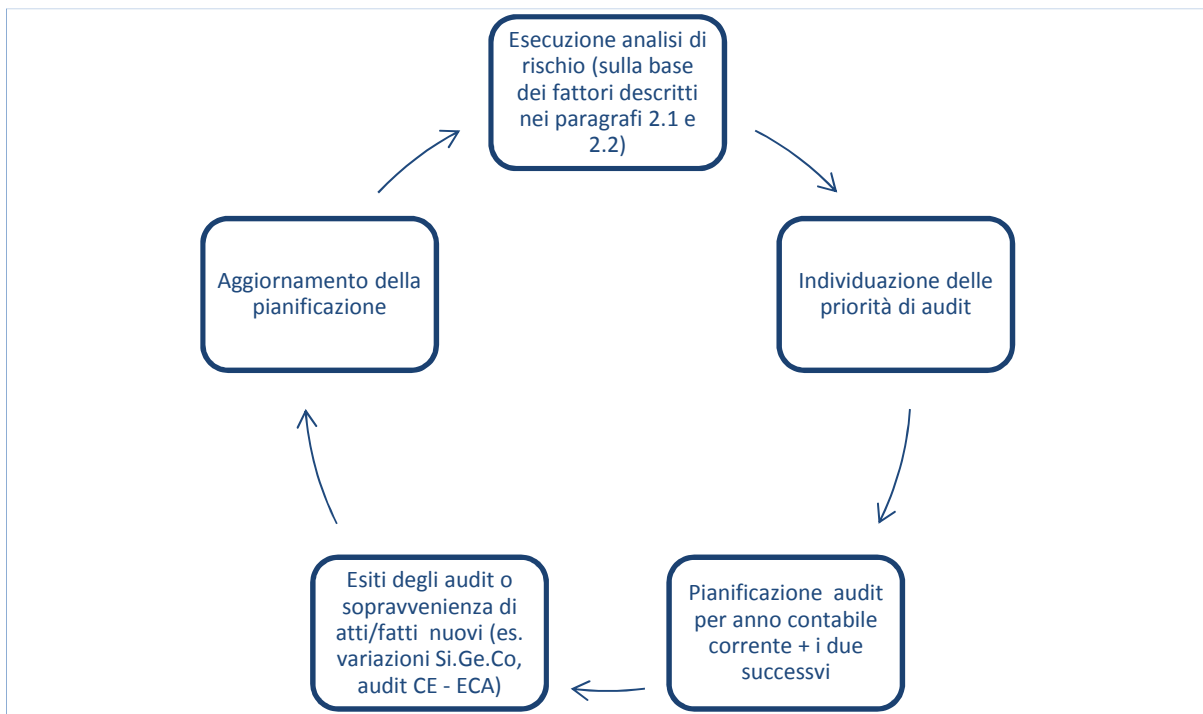 Esecuzione analisi di
rischio (sulla base
dei fattori descritti
nei paragrafi 2.1 e
2.2)
Individuazione delle
priorità di audit
Pianificazione audit
per anno contabile
corrente + i due
successvi
Esiti degli audit o
sopravvenienza di
atti/fatti nuovi (es.
variazioni Si.Ge.Co,
audit CE - ECA)
Aggiornamento della
pianificazione